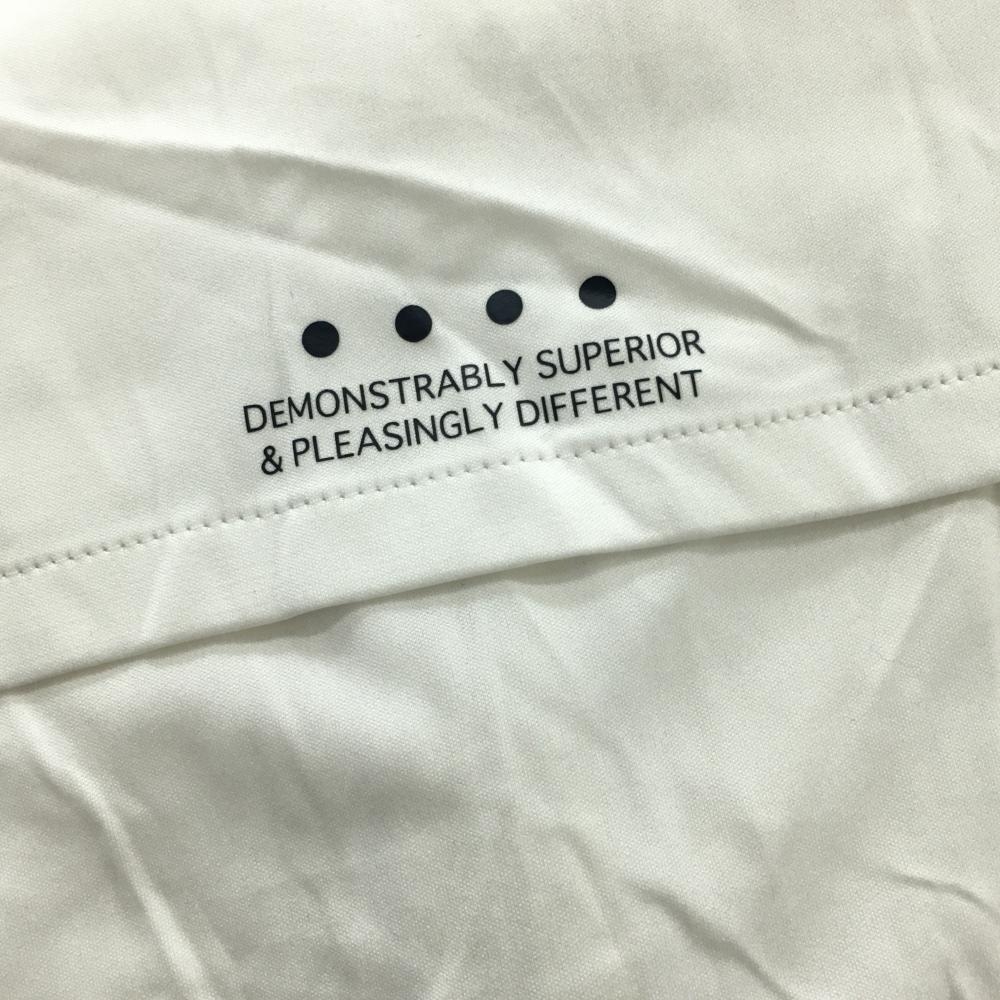 DEMONSTRABLY SUPERIOR
& PLEASINGLY DIFFERENT